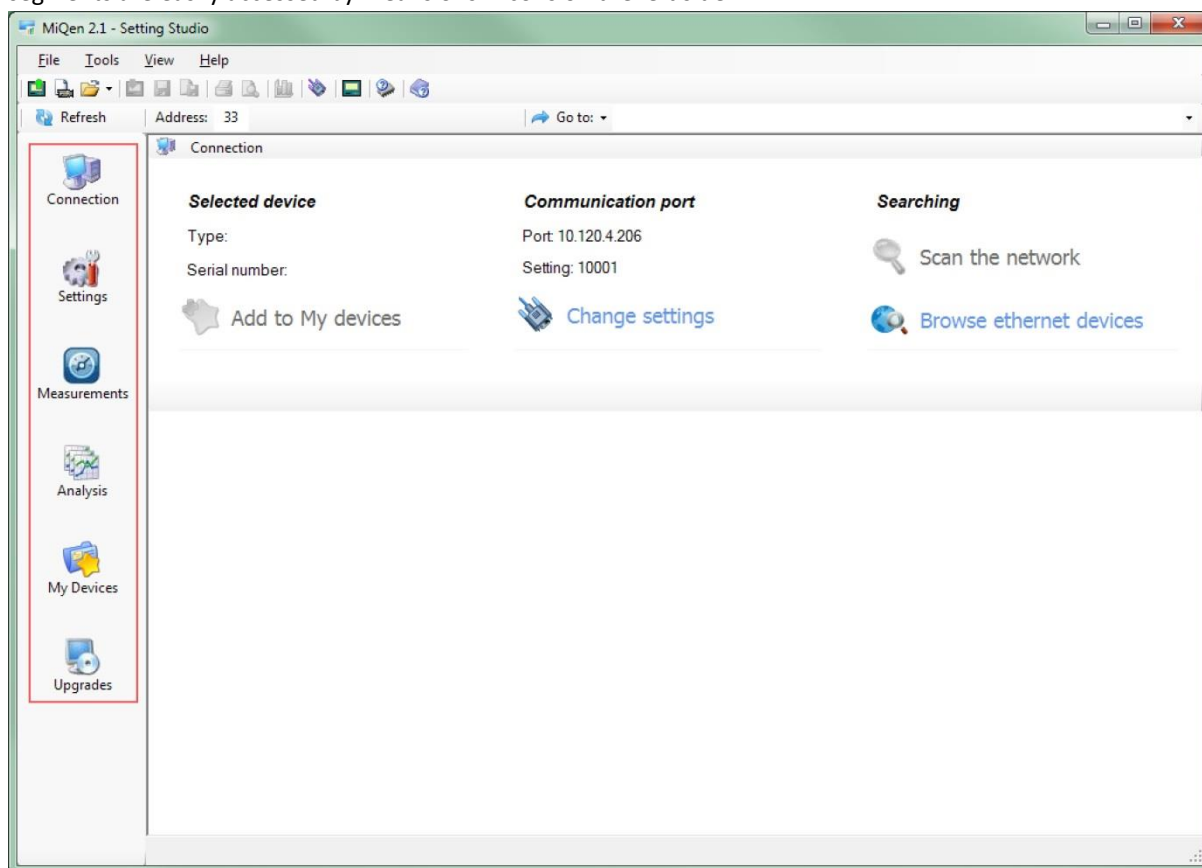 MiQen 2.1 - Setting Studio
File Tools View Help
Refresh Address: 33 Go to:
Connection
Connection
Settings
Measurements
Analysis
My Devices
Upgrades
Selected device
Type:
Serial number:
Add to My devices
Communication port
Port: 10.120.4.206
Setting: 10001
Change settings
Searching
Scan the network
Browse ethernet devices